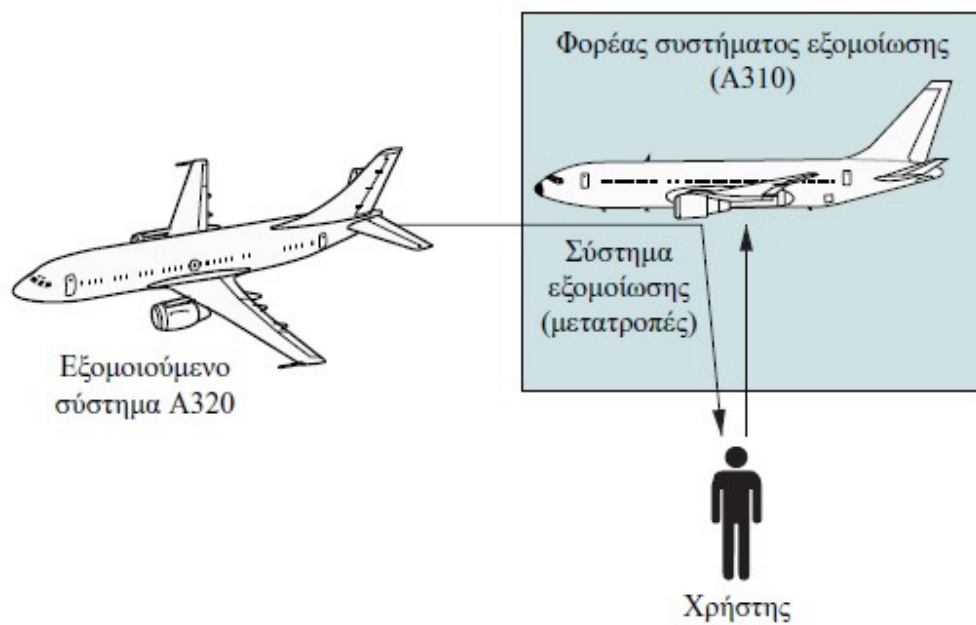 Φορέας συστήματος εξομοίωσης
(A310)
Σύστημα
εξομοίωσης
(μετατροπές)
Εξομοιούμενο
σύστημα A320
Χρήστης